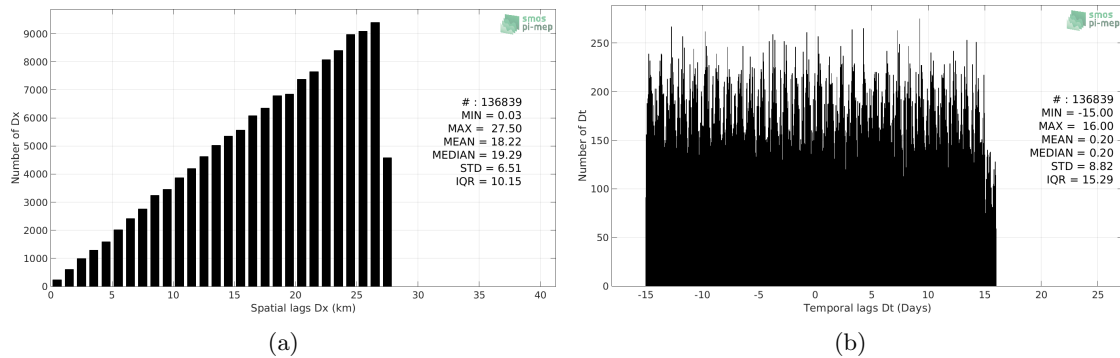 smos
pi-mep
Number of Dx
9000
8000
7000
6000
5000
4000
3000
2000
1000
0
# : 136839
MIN = 0.03
MAX = 27.50
MEAN = 18.22
MEDIAN = 19.29
STD = 6.51
IQR = 10.15
0 5 10 15 20 25 30 35 40
Spatial lags Dx (km)
(a)
smos
pi-mep
Number of Dt
250
200
150
100
50
0
# : 136839
MIN = -15.00
MAX = 16.00
MEAN = 0.20
MEDIAN = 0.20
STD = 8.82
IQR = 15.29
-15 -10 -5 0 5 10 15 20 25
Temporal lags Dt (Days)
(b)